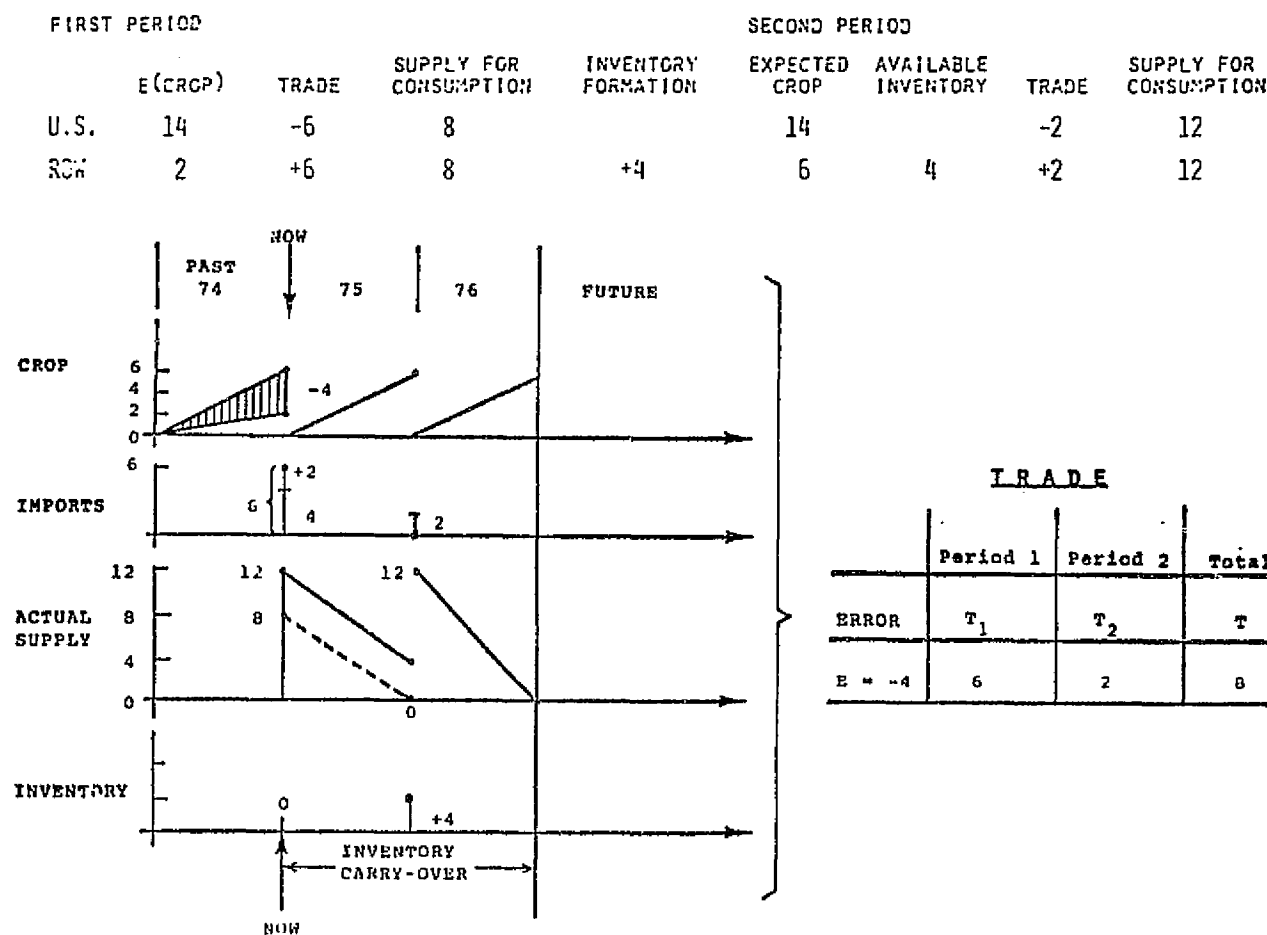 FIRST PERIOD SECOND PERIOD
E(CROP) TRADE SUPPLY FOR CONSUMPTION INVENTORY FORMATION EXPECTED CROP AVAILABLE INVENTORY TRADE SUPPLY FOR CONSUMPTION
U.S. 14 -6 8 14 -2 12
ROW 2 +6 8 +4 6 4 +2 12
NOW
PAST
74 75 76 FUTURE
CROP
6
4
2
0
-4
IMPORTS
6
6 +2
4
2
ACTUAL
SUPPLY
12
8
4
0
12
8
12
0
INVENTORY
0
+4
INVENTORY
CARRY-OVER
NOW
TRADE
Period 1 Period 2 Total
ERROR T1 T2 T
E = -4 6 2 8